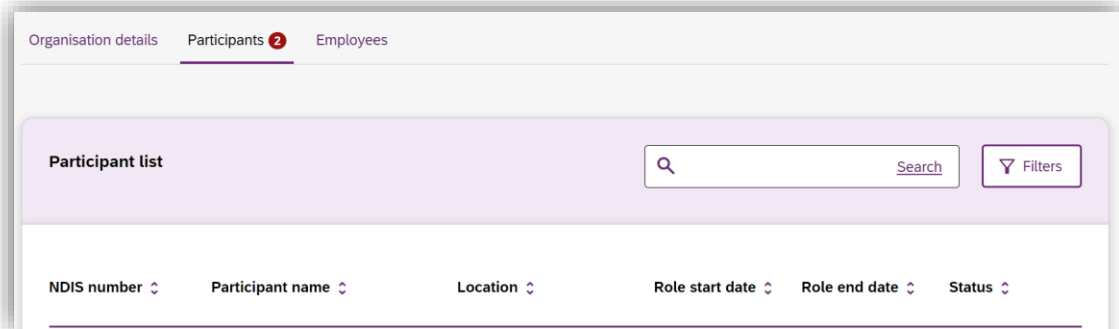 Organisation details Participants 2 Employees
Participant list Search Filters
NDIS number Participant name Location Role start date Role end date Status